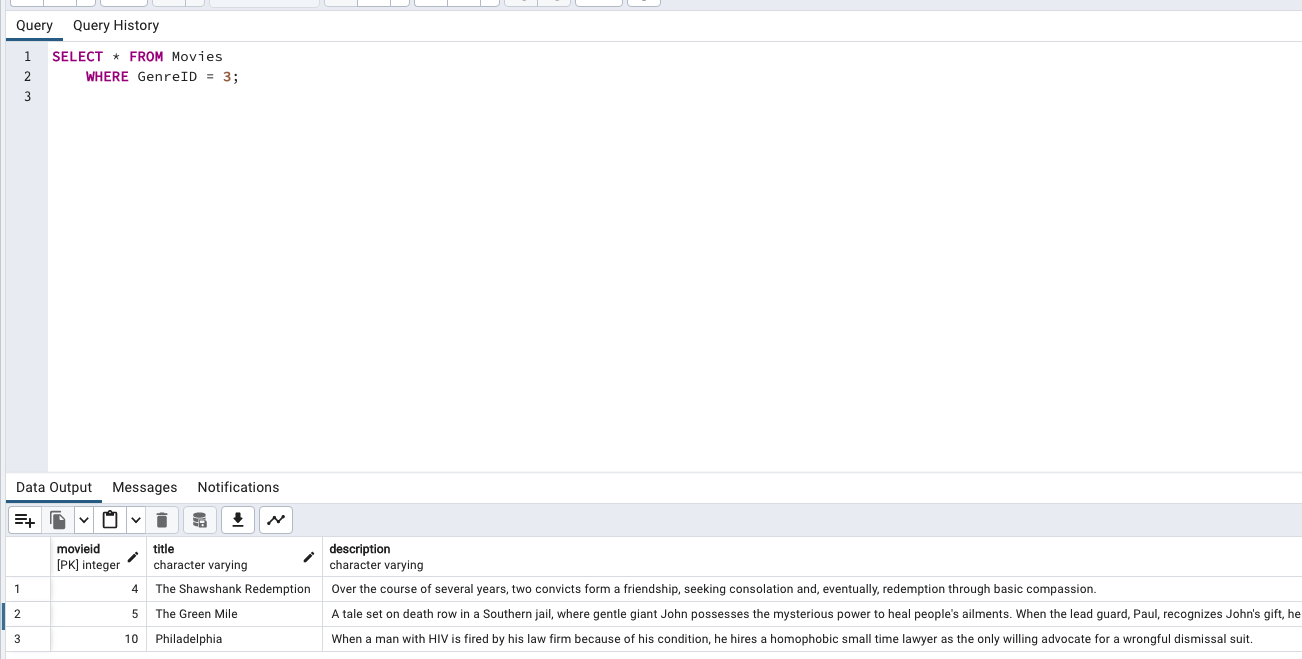 Query Query History
1 SELECT * FROM Movies
2 WHERE GenreID = 3;
3
Data Output Messages Notifications
movieid title description
[PK] integer character varying character varying
1 4 The Shawshank Redemption Over the course of several years, two convicts form a friendship, seeking consolation and, eventually, redemption through basic compassion.
2 5 The Green Mile A tale set on death row in a Southern jail, where gentle giant John possesses the mysterious power to heal people's ailments. When the lead guard, Paul, recognizes John's gift, he
3 10 Philadelphia When a man with HIV is fired by his law firm because of his condition, he hires a homophobic small time lawyer as the only willing advocate for a wrongful dismissal suit.